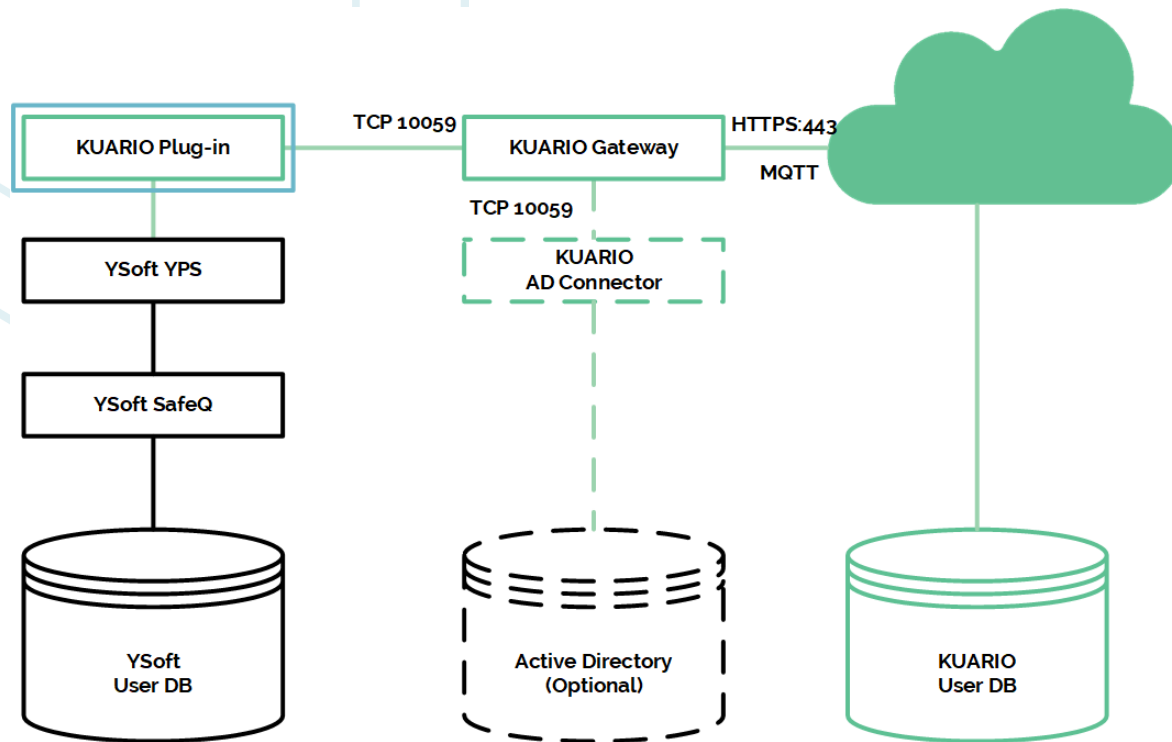 TCP 10059
HTTPS:443
KUARIO Plug-in
KUARIO Gateway
MQTT
TCP 10059
YSoft YPS
KUARIO
AD Connector
YSoft SafeQ
YSoft
User DB
Active Directory
(Optional)
KUARIO
User DB